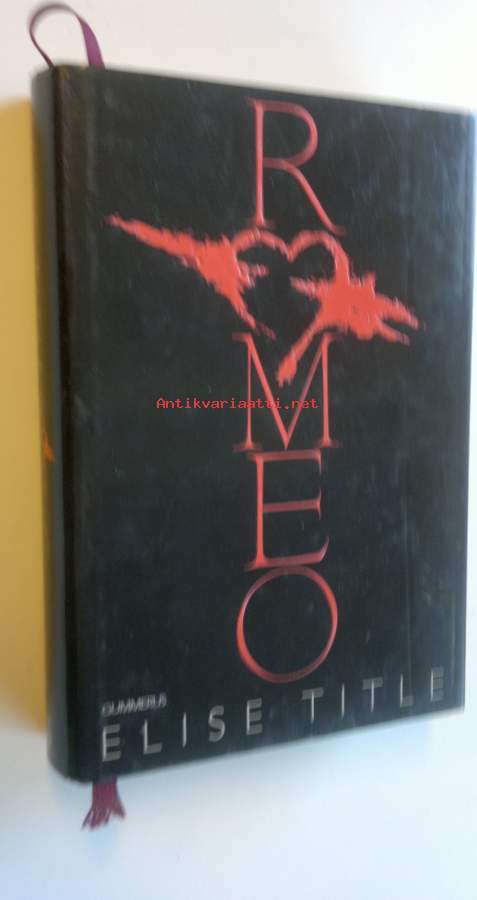 ROMEO
Antikvariaatti.net
GUMMERUS
ELISE TITLE